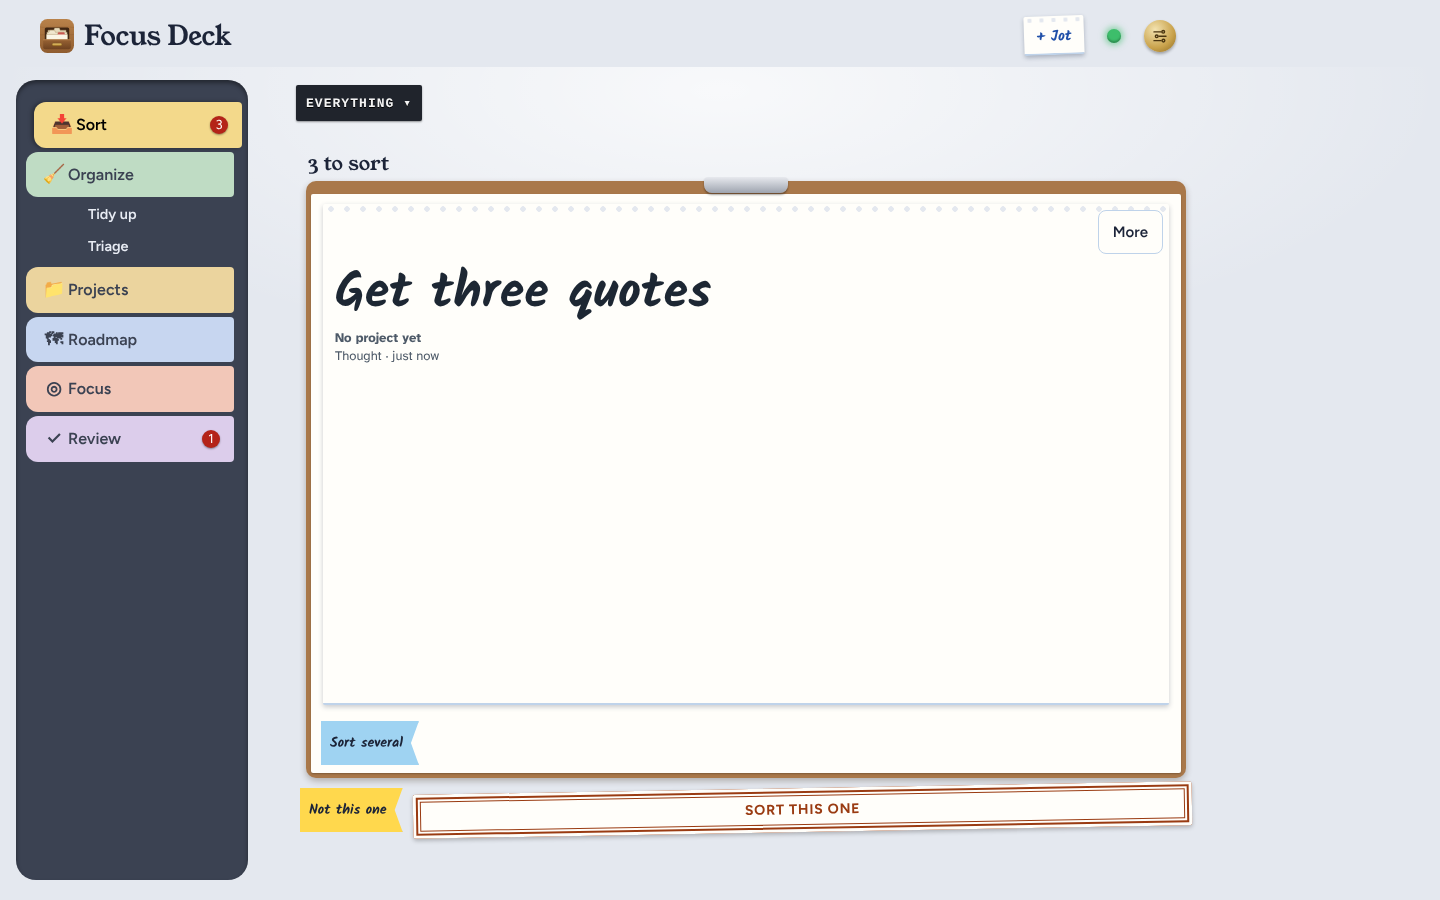 Focus Deck
+ Jot
Sort 3
Organize
Tidy up
Triage
Projects
Roadmap
Focus
Review 1
EVERYTHING ▾
3 to sort
More
Get three quotes
No project yet
Thought · just now
Sort several
Not this one
SORT THIS ONE